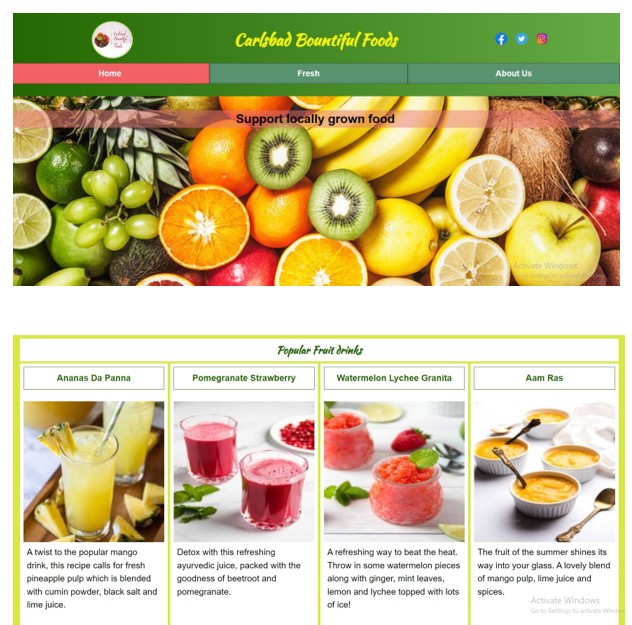 Carlsbad Bountiful Foods
Home
Fresh
About Us
Support locally grown food
Activate Windows
Popular Fruit drinks
Ananas Da Panna
Pomegranate Strawberry
Watermelon Lychee Granita
Aam Ras
A twist to the popular mango
drink, this recipe calls for fresh
pineapple pulp which is blended
with cumin powder, black salt and
lime juice.
Detox with this refreshing
ayurvedic juice, packed with the
goodness of beetroot and
pomegranate.
A refreshing way to beat the heat.
Throw in some watermelon pieces
along with ginger, mint leaves,
lemon and lychee topped with lots
of ice!
The fruit of the summer shines its
way into your glass. A lovely blend
of mango pulp, lime juice and
spices.
Activate Windows
Go to Settings to activate Windows